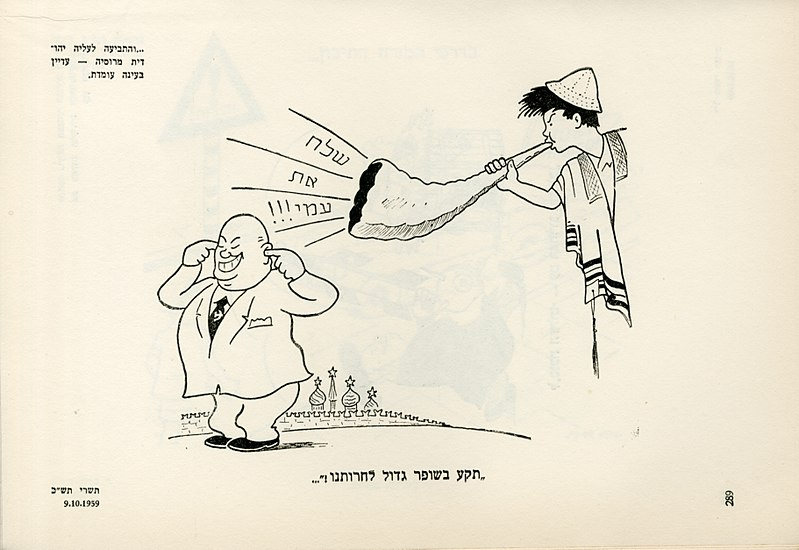 ...והתביעה לעליה יהו־
דית מרוסיה — עדיין
בעינה עומדת.
שלח
את
עמי!!!
„תקע בשופר גדול לחרותנו!"...
תשרי תש״כ
9.10.1959
289